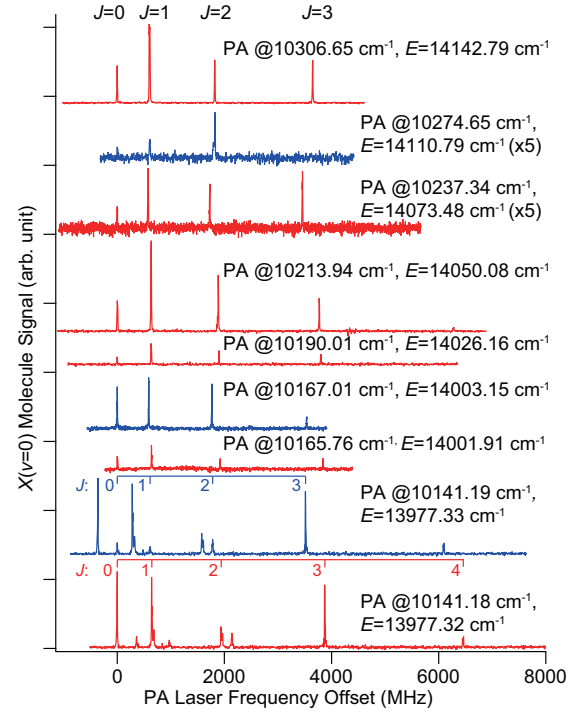 J=0 J=1 J=2 J=3
PA @10306.65 cm⁻¹, E=14142.79 cm⁻¹
PA @10274.65 cm⁻¹,
E=14110.79 cm⁻¹ (x5)
PA @10237.34 cm⁻¹,
E=14073.48 cm⁻¹ (x5)
PA @10213.94 cm⁻¹, E=14050.08 cm⁻¹
PA @10190.01 cm⁻¹, E=14026.16 cm⁻¹
PA @10167.01 cm⁻¹, E=14003.15 cm⁻¹
PA @10165.76 cm⁻¹, E=14001.91 cm⁻¹
J: 0 1 2 3
PA @10141.19 cm⁻¹,
E=13977.33 cm⁻¹
J: 0 1 2 3 4
PA @10141.18 cm⁻¹,
E=13977.32 cm⁻¹
X(v=0) Molecule Signal (arb. unit)
0 2000 4000 6000 8000
PA Laser Frequency Offset (MHz)